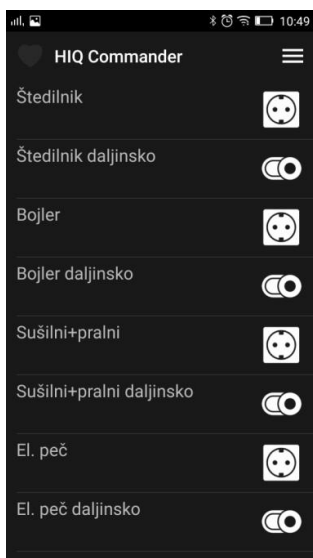 10:49
HIQ Commander
Štedilnik
Štedilnik daljinsko
Bojler
Bojler daljinsko
Sušilni+pralni
Sušilni+pralni daljinsko
El. peč
El. peč daljinsko